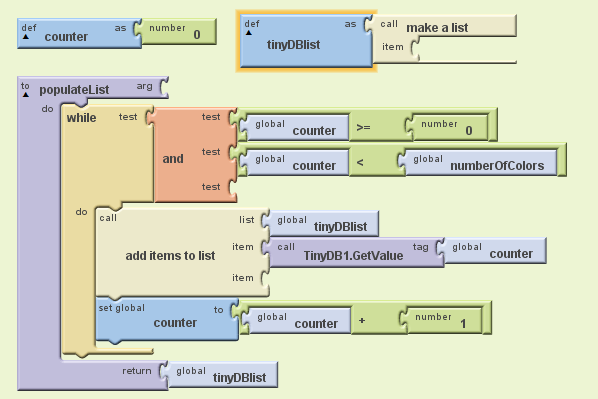 def counter as number 0
def tinyDBlist as call make a list
item
to populateList arg
do while test and test global counter >= number 0
test global counter < global numberOfColors
test
do call add items to list list global tinyDBlist
item call TinyDB1.GetValue tag global counter
item
set global counter to global counter + number 1
return global tinyDBlist